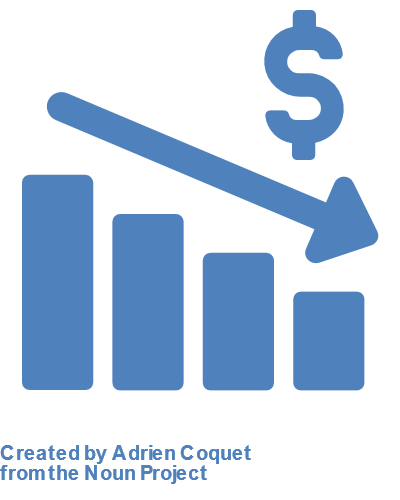 $
Created by Adrien Coquet
from the Noun Project